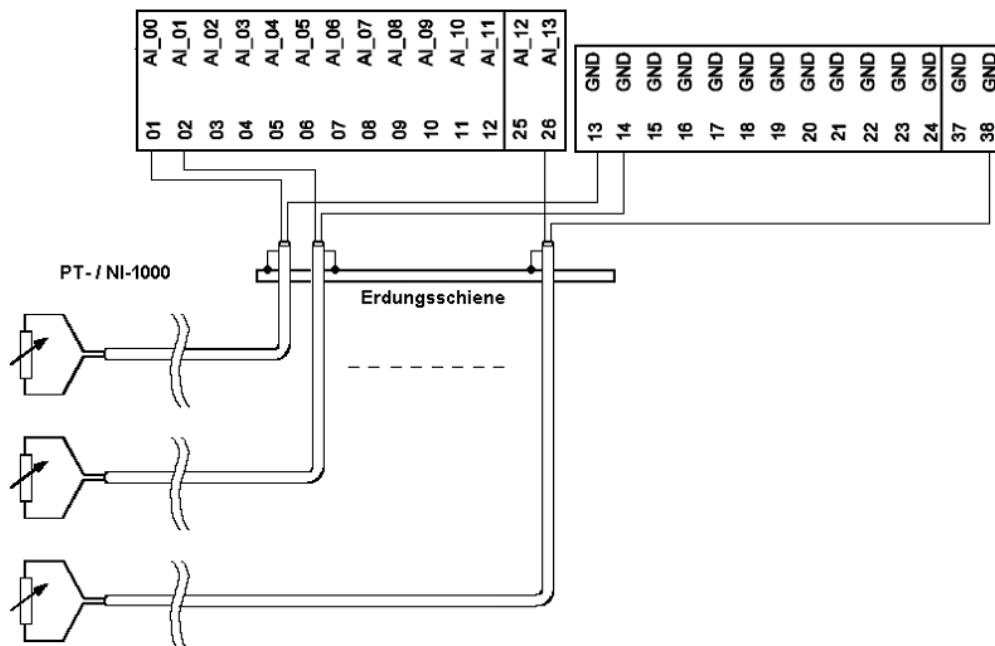 AI_00 AI_01 AI_02 AI_03 AI_04 AI_05 AI_06 AI_07 AI_08 AI_09 AI_10 AI_11 AI_12 AI_13
01 02 03 04 05 06 07 08 09 10 11 12 25 26
GND GND GND GND GND GND GND GND GND GND GND GND GND GND
13 14 15 16 17 18 19 20 21 22 23 24 37 38
PT- / NI-1000
Erdungsschiene